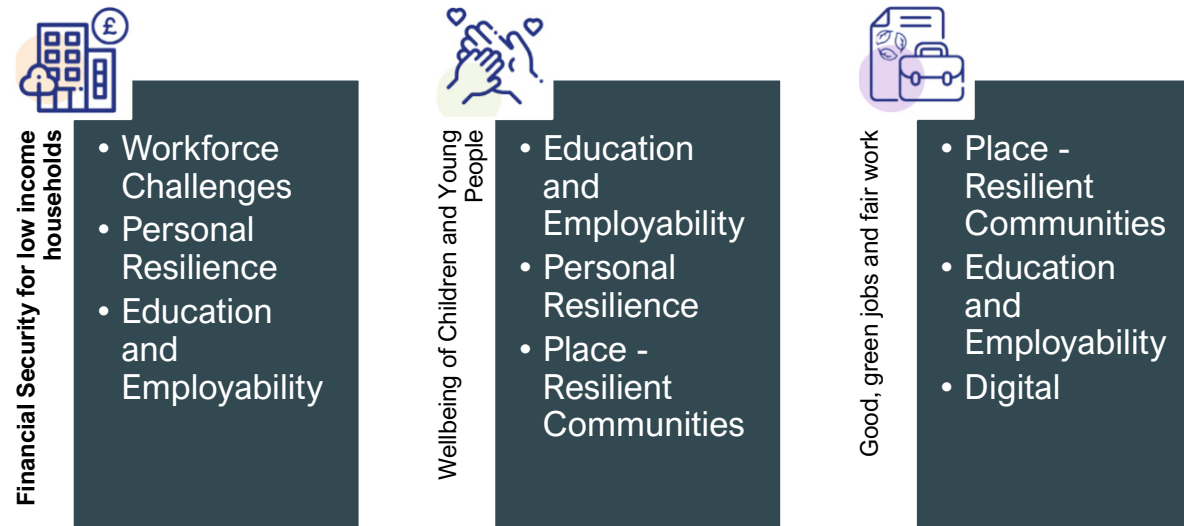 £
Financial Security for low income
households
• Workforce
Challenges
• Personal
Resilience
• Education
and
Employability
Wellbeing of Children and Young
People
• Education
and
Employability
• Personal
Resilience
• Place -
Resilient
Communities
Good, green jobs and fair work
• Place -
Resilient
Communities
• Education
and
Employability
• Digital